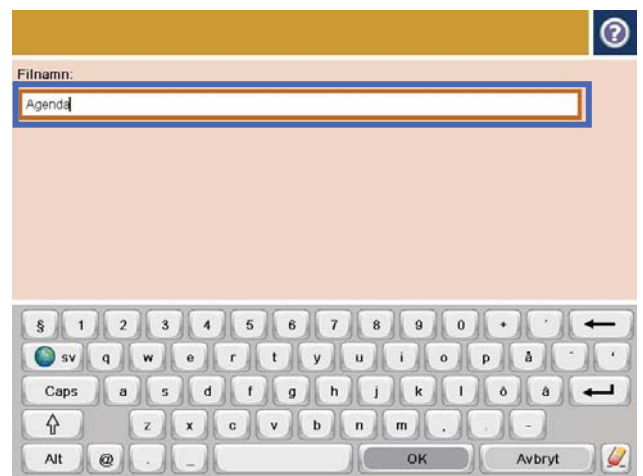 ?
Filnamn:
Agenda
§ 1 2 3 4 5 6 7 8 9 0 + ´
sv q w e r t y u i o p å ¨ '
Caps a s d f g h j k l ö ä
z x c v b n m , . -
Alt @ . _ OK Avbryt